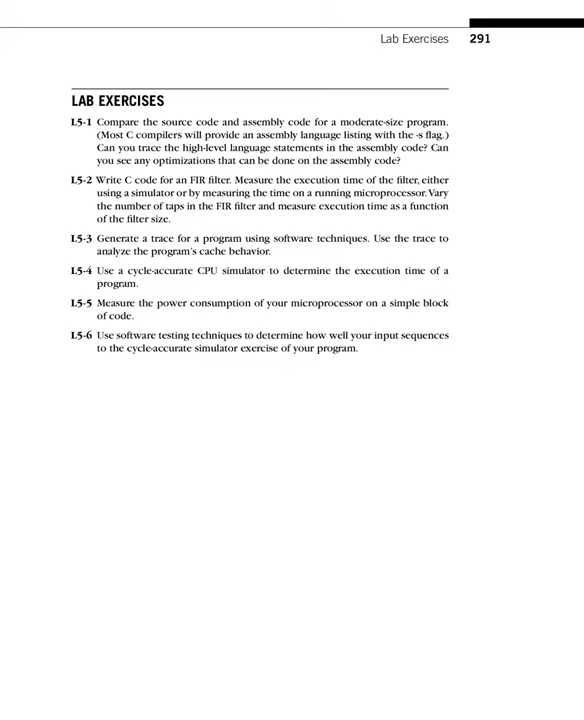 Lab Exercises 291
LAB EXERCISES
L5-1 Compare the source code and assembly code for a moderate-size program.
(Most C compilers will provide an assembly language listing with the -s flag.)
Can you trace the high-level language statements in the assembly code? Can
you see any optimizations that can be done on the assembly code?
L5-2 Write C code for an FIR filter. Measure the execution time of the filter, either
using a simulator or by measuring the time on a running microprocessor. Vary
the number of taps in the FIR filter and measure execution time as a function
of the filter size.
L5-3 Generate a trace for a program using software techniques. Use the trace to
analyze the program's cache behavior.
L5-4 Use a cycle-accurate CPU simulator to determine the execution time of a
program.
L5-5 Measure the power consumption of your microprocessor on a simple block
of code.
L5-6 Use software testing techniques to determine how well your input sequences
to the cycle-accurate simulator exercise of your program.